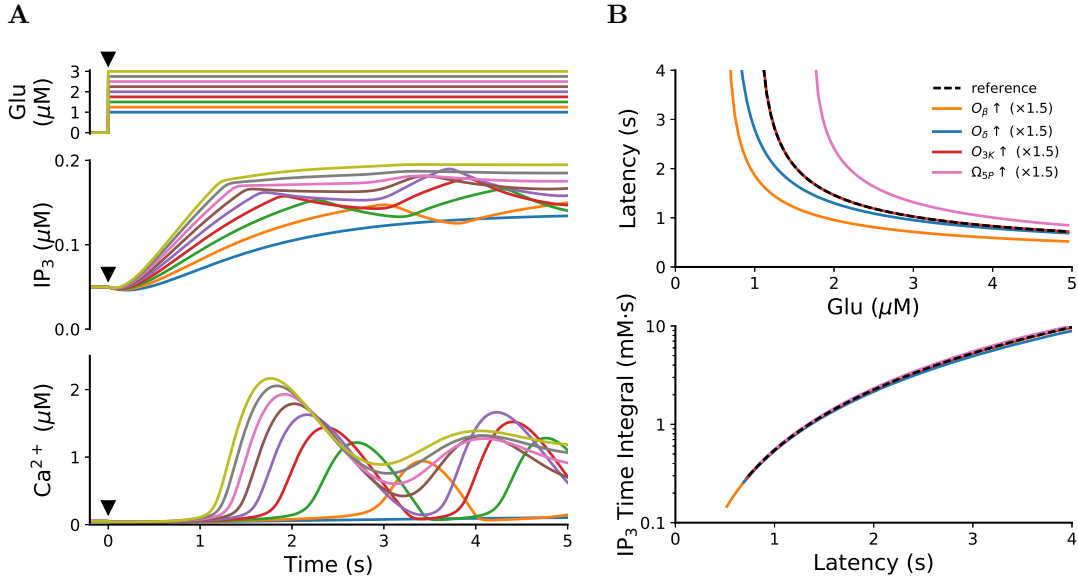 A
Glu
(μM)
3
2
1
0
IP3 (μM)
0.2
0.1
0.0
Ca2+ (μM)
2
1
0
0
1
2
3
4
5
Time (s)
B
Latency (s)
4
3
2
1
0
reference
Oβ ↑ (×1.5)
Oδ ↑ (×1.5)
O3K ↑ (×1.5)
Ω5P ↑ (×1.5)
0
1
2
3
4
5
Glu (μM)
IP3 Time Integral (mM·s)
10
1
0.1
0
1
2
3
4
Latency (s)